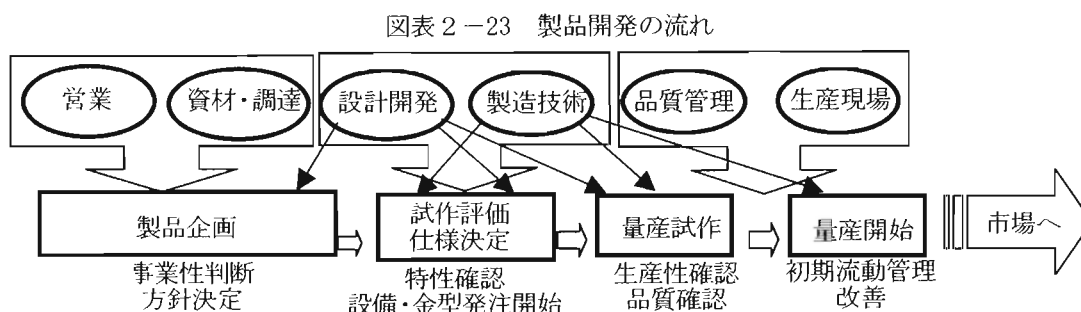 図表2-23 製品開発の流れ
営業
資材・調達
設計開発
製造技術
品質管理
生産現場
製品企画
試作評価
仕様決定
量産試作
量産開始
市場へ
事業性判断
方針決定
特性確認
設備・金型発注開始
生産性確認
品質確認
初期流動管理
改善